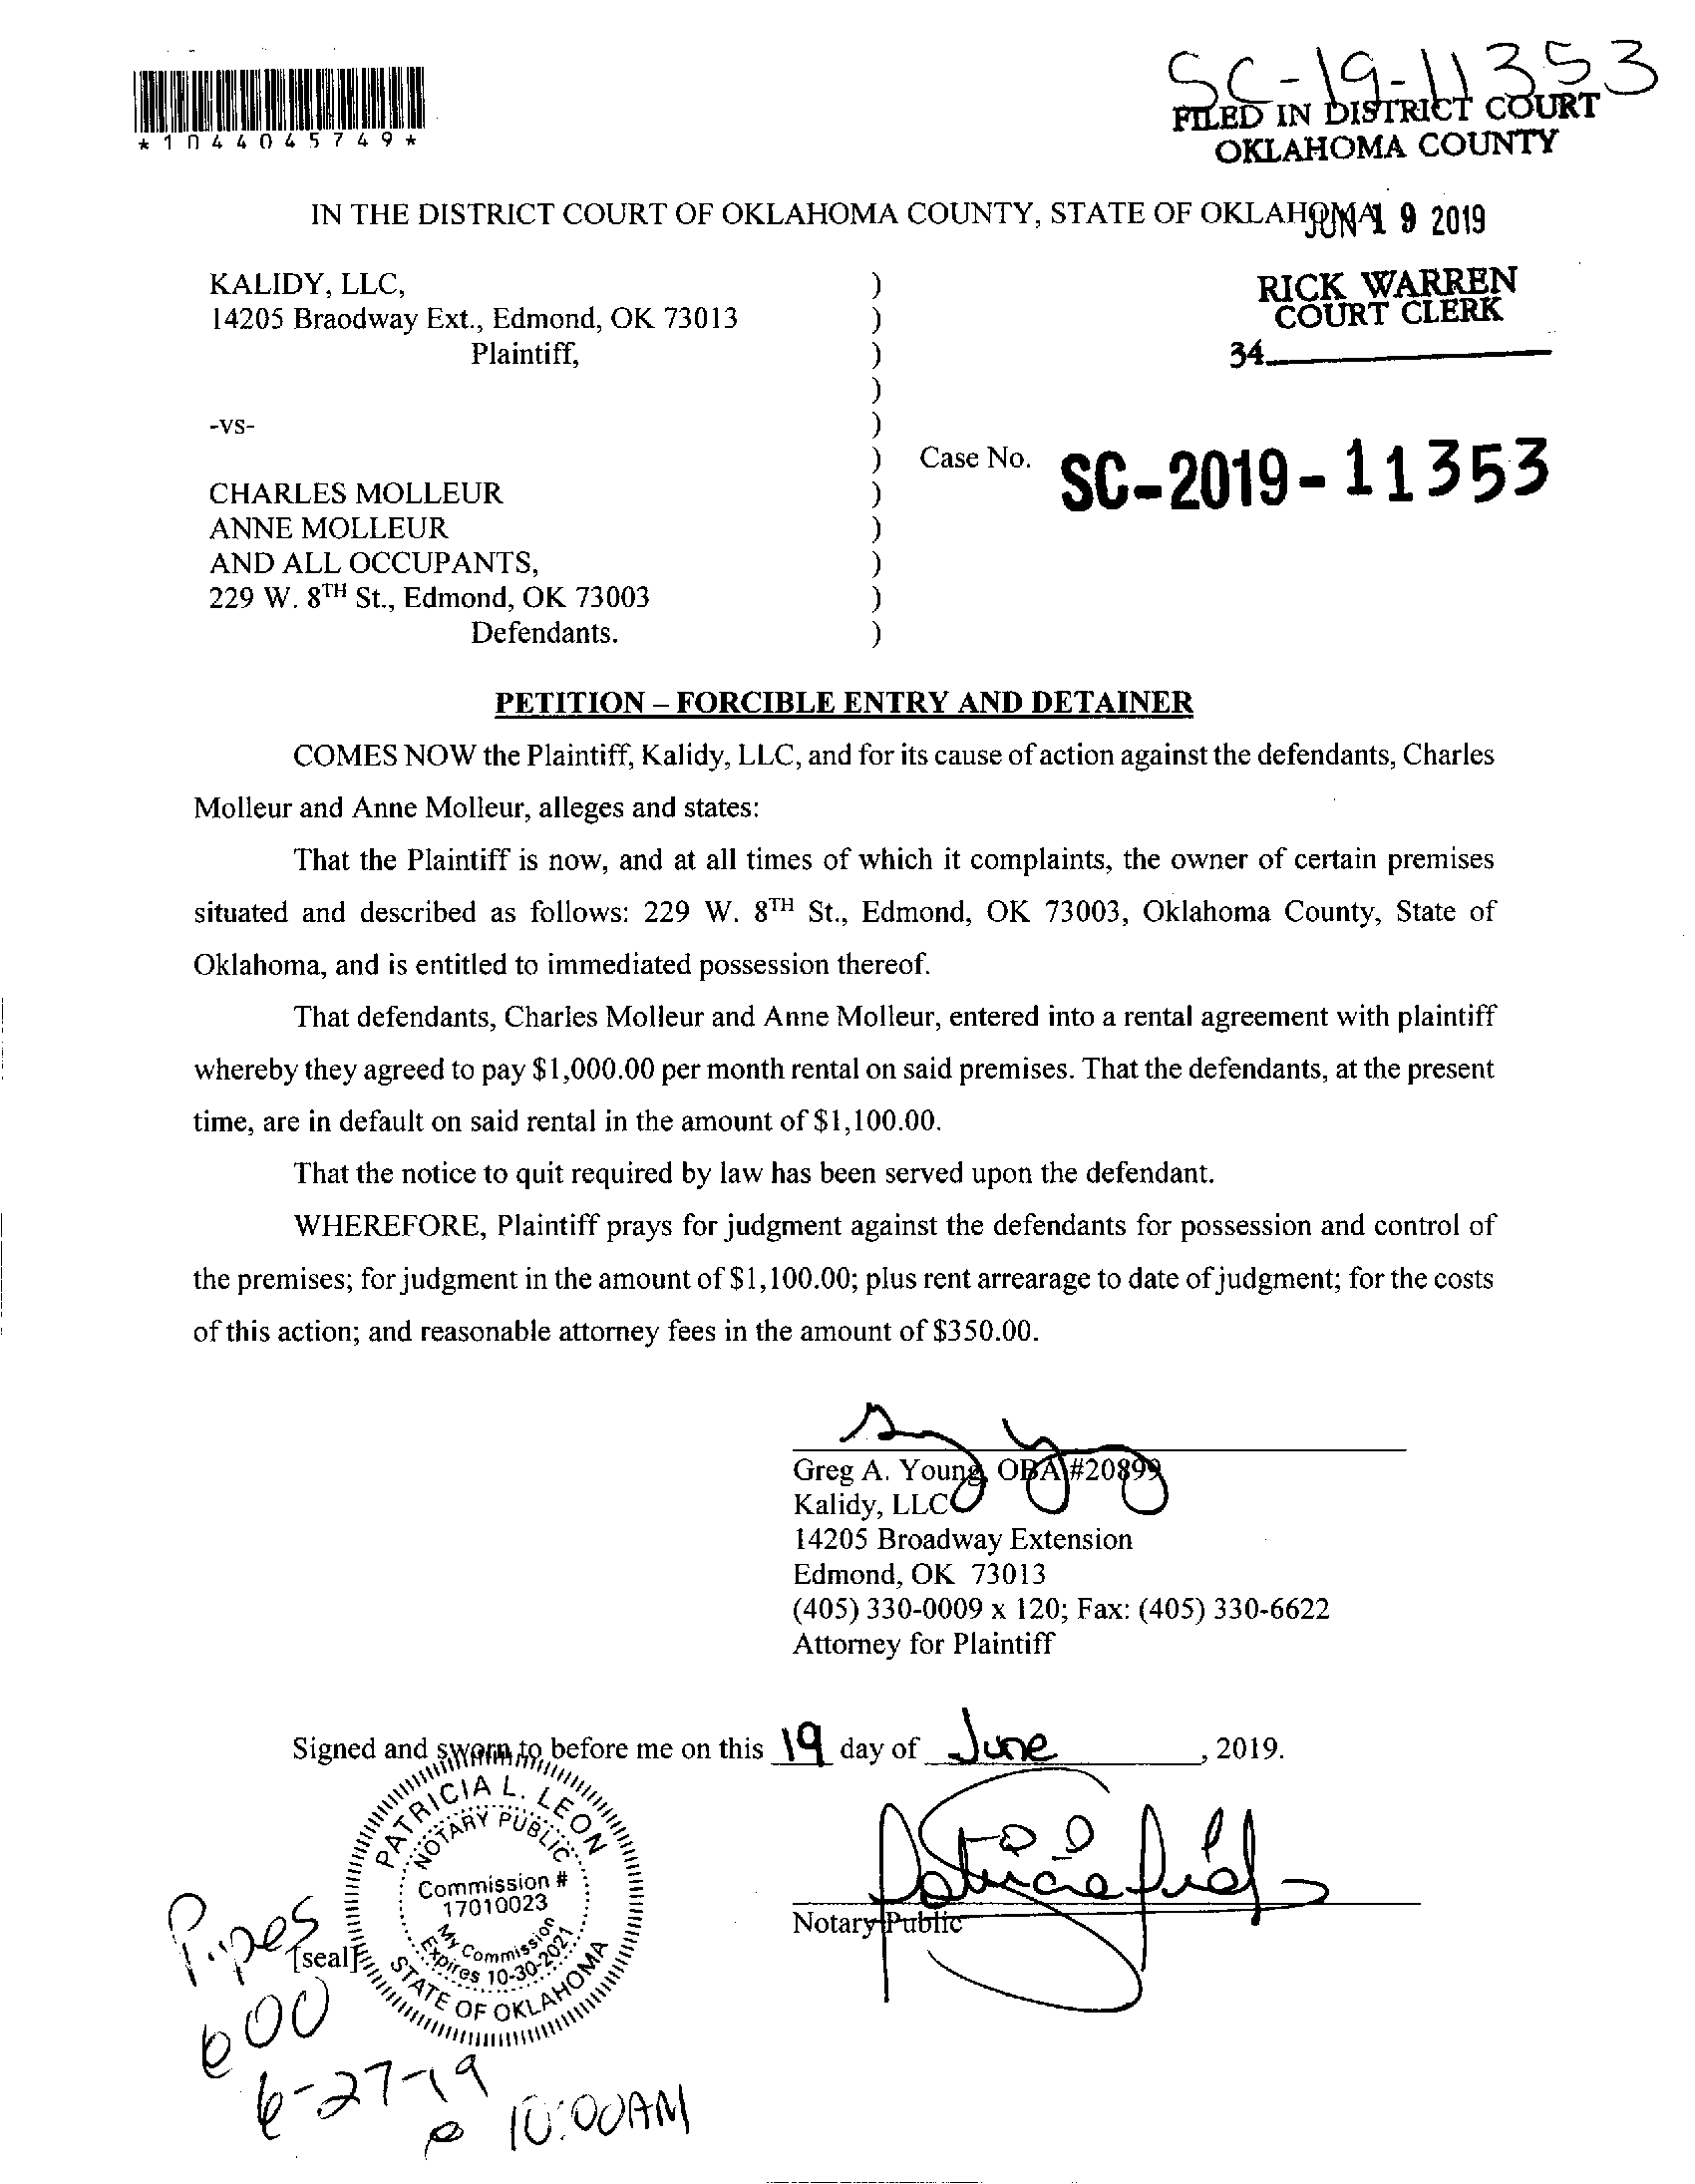 SC-19-11353
*1044045749*
FILED IN DISTRICT COURT
OKLAHOMA COUNTY
IN THE DISTRICT COURT OF OKLAHOMA COUNTY, STATE OF OKLAHOMA
JUN 19 2019
KALIDY, LLC, )
14205 Braodway Ext., Edmond, OK 73013 )
Plaintiff, )
)
RICK WARREN
COURT CLERK
34
-vs- )
) Case No. SC-2019-11353
CHARLES MOLLEUR )
ANNE MOLLEUR )
AND ALL OCCUPANTS, )
229 W. 8TH St., Edmond, OK 73003 )
Defendants. )
PETITION – FORCIBLE ENTRY AND DETAINER
COMES NOW the Plaintiff, Kalidy, LLC, and for its cause of action against the defendants, Charles
Molleur and Anne Molleur, alleges and states:
That the Plaintiff is now, and at all times of which it complaints, the owner of certain premises
situated and described as follows: 229 W. 8TH St., Edmond, OK 73003, Oklahoma County, State of
Oklahoma, and is entitled to immediated possession thereof.
That defendants, Charles Molleur and Anne Molleur, entered into a rental agreement with plaintiff
whereby they agreed to pay $1,000.00 per month rental on said premises. That the defendants, at the present
time, are in default on said rental in the amount of $1,100.00.
That the notice to quit required by law has been served upon the defendant.
WHEREFORE, Plaintiff prays for judgment against the defendants for possession and control of
the premises; for judgment in the amount of $1,100.00; plus rent arrearage to date of judgment; for the costs
of this action; and reasonable attorney fees in the amount of $350.00.
Greg A. Young, OBA #20899
Kalidy, LLC
14205 Broadway Extension
Edmond, OK 73013
(405) 330-0009 x 120; Fax: (405) 330-6622
Attorney for Plaintiff
Signed and sworn to before me on this 19 day of June, 2019.
PATRICIA L. LEON
NOTARY PUBLIC
Commission #
17010023
My Commission
Expires 10-30-2021
STATE OF OKLAHOMA
Notary Public
[seal]
Pipes
600
6-27-19
@ 10:00AM